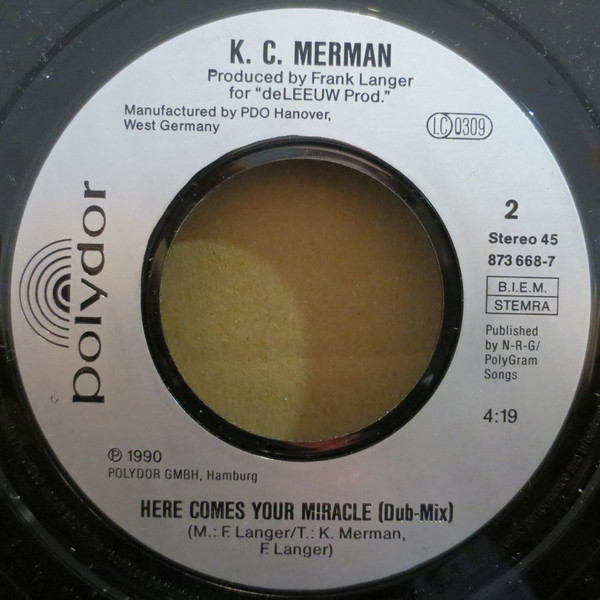 K. C. MERMAN
Produced by Frank Langer
for "deLEEUW Prod."
Manufactured by PDO Hanover,
West Germany
LC 0309
polydor
2
Stereo 45
873 668-7
B.I.E.M.
STEMRA
Published
by N-R-G/
PolyGram
Songs
4:19
℗ 1990
POLYDOR GMBH, Hamburg
HERE COMES YOUR MIRACLE (Dub-Mix)
(M.: F. Langer/T.: K. Merman,
F. Langer)